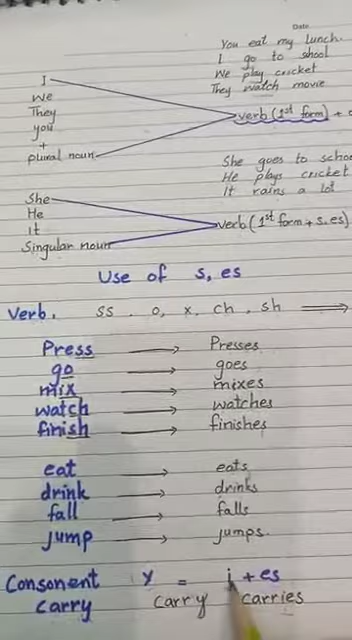 Date
You eat my lunch.
I go to shool
We play cricket
They watch movie
I
We
They
you
+
plural noun
verb (1st form) +
She goes to schoo
He plays cricket
It rains a lot
She
He
It
Singular noun
verb (1st form + s, es)
Use of s, es
Verb. ss . o, x, ch , sh ⟹
Press → Presses
go → goes
mix → mixes
watch → watches
finish → finishes
eat → eats
drink → drinks
fall → falls
jump → jumps.
Consonent y = i + es
carry carry carries